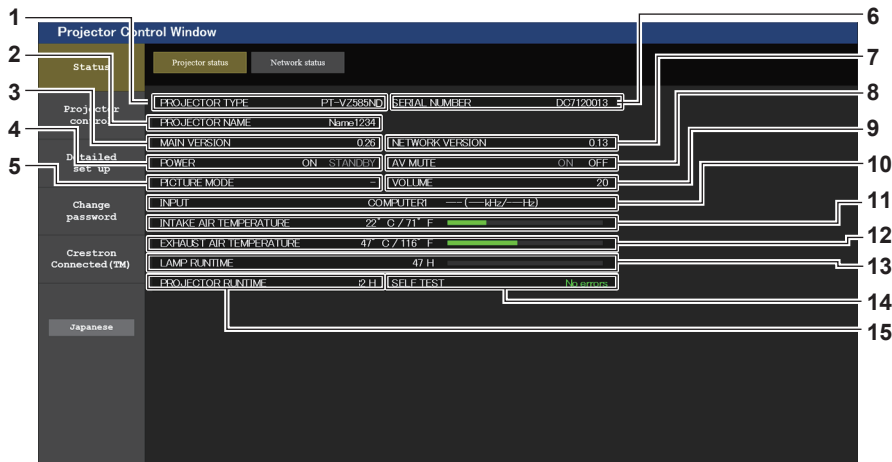 1
2
3
4
5
6
7
8
9
10
11
12
13
14
15
Projector Control Window
Status
Projector control
Detailed set up
Change password
Crestron Connected(TM)
Japanese
Projector status Network status
PROJECTOR TYPE PT-VZ585ND SERIAL NUMBER DC7120013
PROJECTOR NAME Name1234
MAIN VERSION 0.26 NETWORK VERSION 0.13
POWER ON STANDBY AV MUTE ON OFF
PICTURE MODE - VOLUME 20
INPUT COMPUTER1 ---(---kHz/---Hz)
INTAKE AIR TEMPERATURE 22° C / 71° F
EXHAUST AIR TEMPERATURE 47° C / 116° F
LAMP RUNTIME 47 H
PROJECTOR RUNTIME H SELF TEST No errors